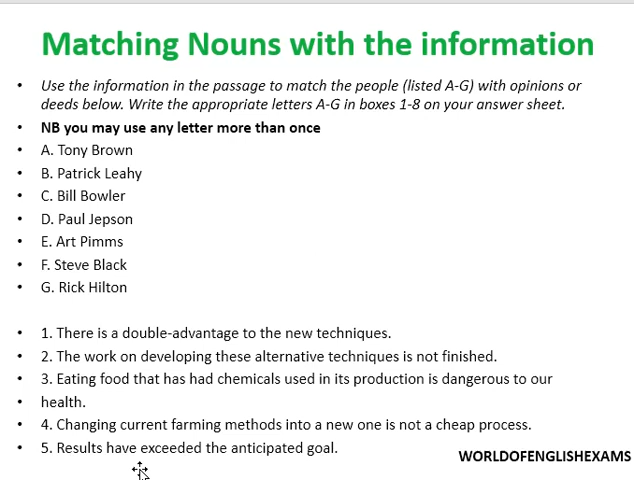 Matching Nouns with the information
• Use the information in the passage to match the people (listed A-G) with opinions or
deeds below. Write the appropriate letters A-G in boxes 1-8 on your answer sheet.
• NB you may use any letter more than once
• A. Tony Brown
• B. Patrick Leahy
• C. Bill Bowler
• D. Paul Jepson
• E. Art Pimms
• F. Steve Black
• G. Rick Hilton
• 1. There is a double-advantage to the new techniques.
• 2. The work on developing these alternative techniques is not finished.
• 3. Eating food that has had chemicals used in its production is dangerous to our
• health.
• 4. Changing current farming methods into a new one is not a cheap process.
• 5. Results have exceeded the anticipated goal.
WORLDOFENGLISHEXAMS